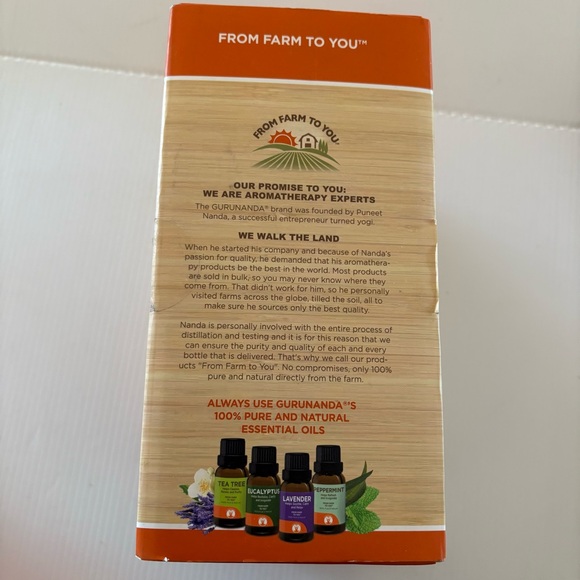 FROM FARM TO YOU™
FROM FARM TO YOU
OUR PROMISE TO YOU:
WE ARE AROMATHERAPY EXPERTS
The GURUNANDA® brand was founded by Puneet
Nanda, a successful entrepreneur turned yogi.
WE WALK THE LAND
When he started his company and because of Nanda's
passion for quality, he demanded that his aromathera-
py products be the best in the world. Most products
are sold in bulk, so you may never know where they
come from. That didn't work for him, so he personally
visited farms across the globe, tilled the soil, all to
make sure he sources only the best quality.
Nanda is personally involved with the entire process of
distillation and testing and it is for this reason that we
can ensure the purity and quality of each and every
bottle that is delivered. That's why we call our prod-
ucts "From Farm to You". No compromises, only 100%
pure and natural directly from the farm.
ALWAYS USE GURUNANDA®'S
100% PURE AND NATURAL
ESSENTIAL OILS
TEA TREE
EUCALYPTUS
LAVENDER
PEPPERMINT